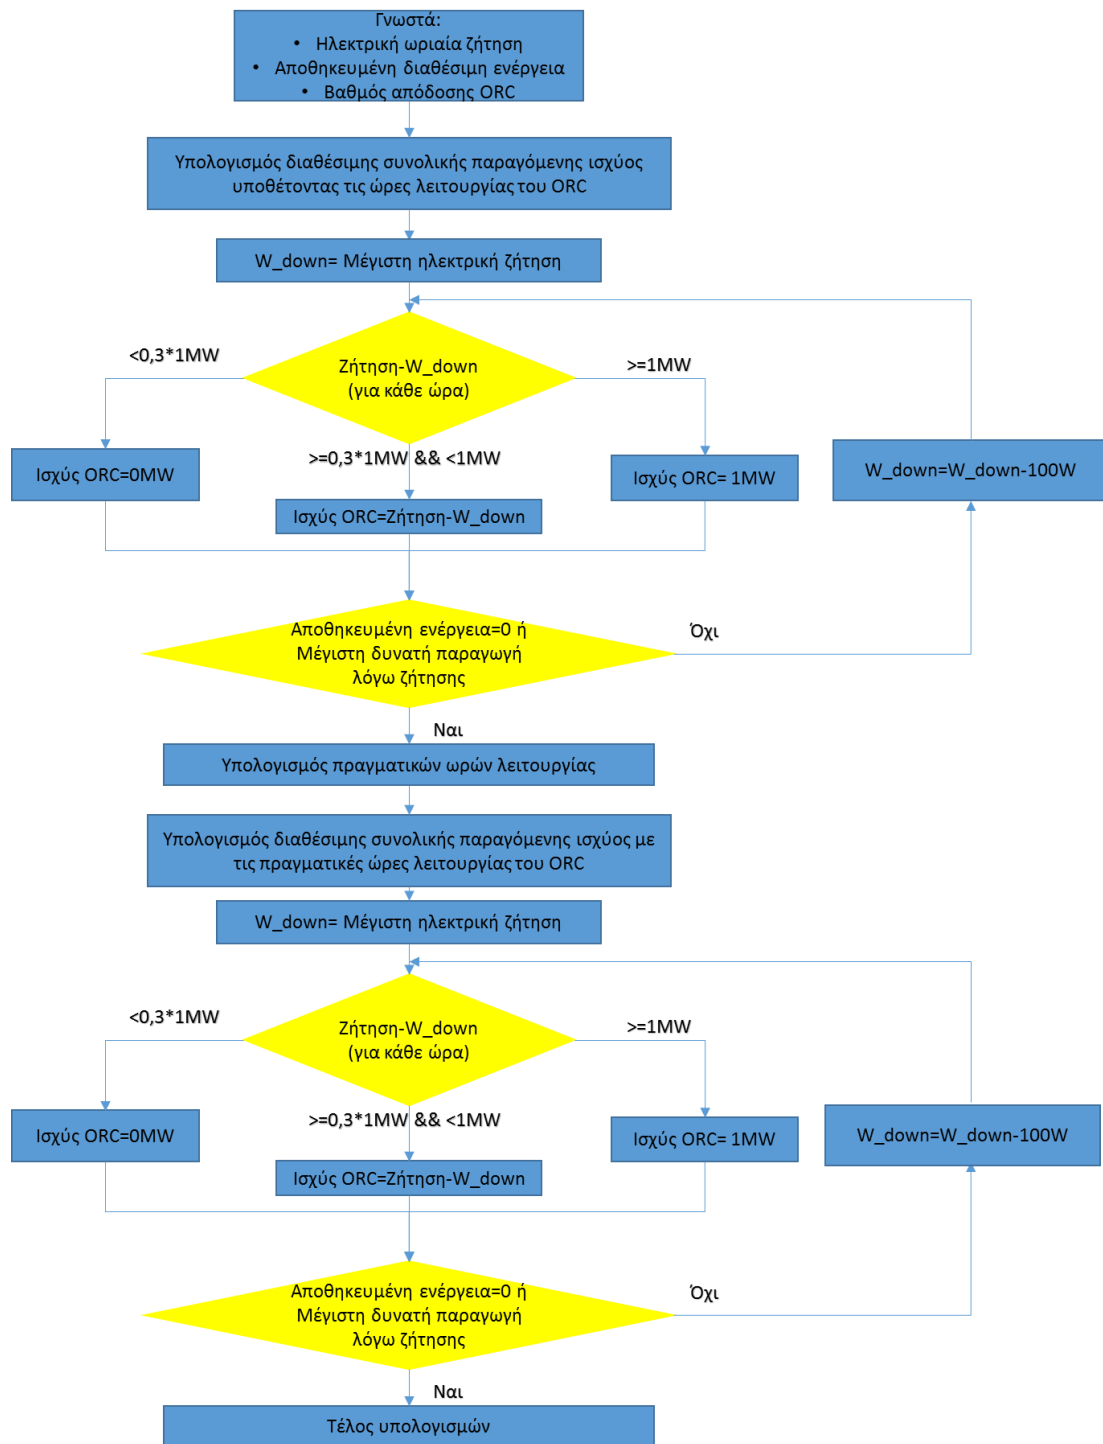 Γνωστά:
• Ηλεκτρική ωριαία ζήτηση
• Αποθηκευμένη διαθέσιμη ενέργεια
• Βαθμός απόδοσης ORC
Υπολογισμός διαθέσιμης συνολικής παραγόμενης ισχύος
υποθέτοντας τις ώρες λειτουργίας του ORC
W_down= Μέγιστη ηλεκτρική ζήτηση
<0,3*1MW
Ζήτηση-W_down
(για κάθε ώρα)
>=1MW
>=0,3*1MW && <1MW
Ισχύς ORC=0MW
Ισχύς ORC=Ζήτηση-W_down
Ισχύς ORC= 1MW
W_down=W_down-100W
Αποθηκευμένη ενέργεια=0 ή
Μέγιστη δυνατή παραγωγή
λόγω ζήτησης
Όχι
Ναι
Υπολογισμός πραγματικών ωρών λειτουργίας
Υπολογισμός διαθέσιμης συνολικής παραγόμενης ισχύος με
τις πραγματικές ώρες λειτουργίας του ORC
W_down= Μέγιστη ηλεκτρική ζήτηση
<0,3*1MW
Ζήτηση-W_down
(για κάθε ώρα)
>=1MW
>=0,3*1MW && <1MW
Ισχύς ORC=0MW
Ισχύς ORC=Ζήτηση-W_down
Ισχύς ORC= 1MW
W_down=W_down-100W
Αποθηκευμένη ενέργεια=0 ή
Μέγιστη δυνατή παραγωγή
λόγω ζήτησης
Όχι
Ναι
Τέλος υπολογισμών